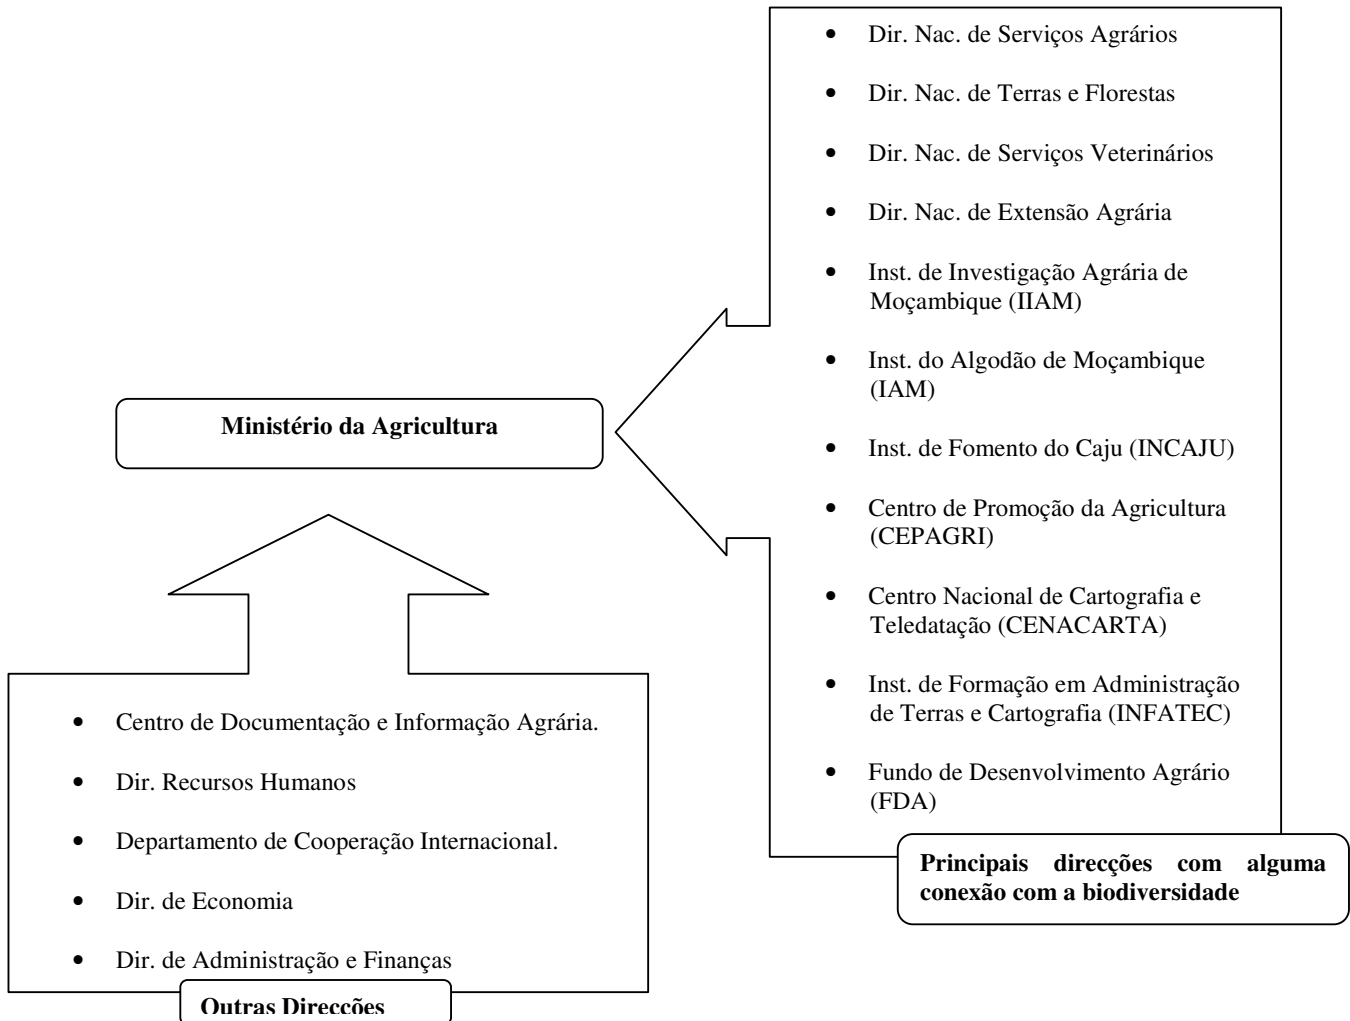 • Dir. Nac. de Serviços Agrários
• Dir. Nac. de Terras e Florestas
• Dir. Nac. de Serviços Veterinários
• Dir. Nac. de Extensão Agrária
• Inst. de Investigação Agrária de
Moçambique (IIAM)
• Inst. do Algodão de Moçambique
(IAM)
• Inst. de Fomento do Caju (INCAJU)
• Centro de Promoção da Agricultura
(CEPAGRI)
• Centro Nacional de Cartografia e
Teledatação (CENACARTA)
• Inst. de Formação em Administração
de Terras e Cartografia (INFATEC)
• Fundo de Desenvolvimento Agrário
(FDA)
Principais direcções com alguma
conexão com a biodiversidade
Ministério da Agricultura
• Centro de Documentação e Informação Agrária.
• Dir. Recursos Humanos
• Departamento de Cooperação Internacional.
• Dir. de Economia
• Dir. de Administração e Finanças
Outras Direcções